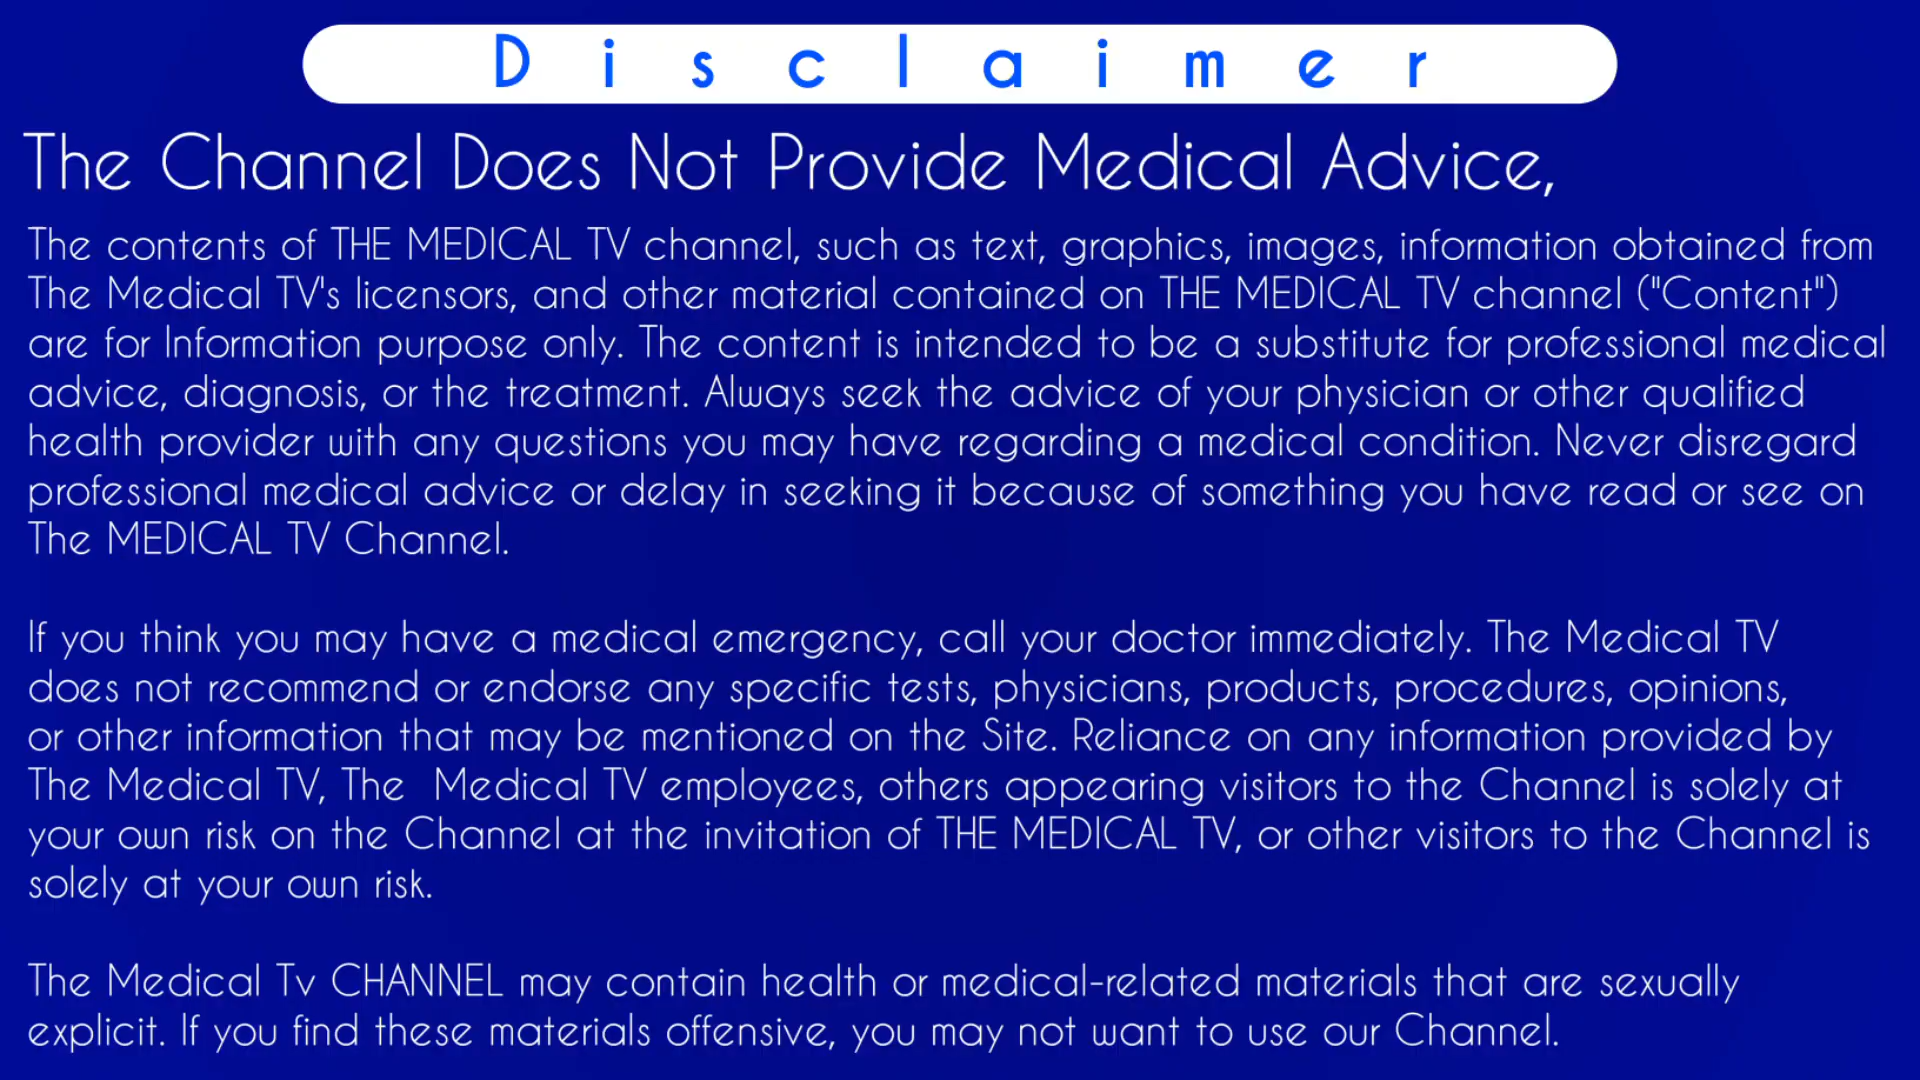 Disclaimer
The Channel Does Not Provide Medical Advice,
The contents of THE MEDICAL TV channel, such as text, graphics, images, information obtained from
The Medical TV's licensors, and other material contained on THE MEDICAL TV channel ("Content")
are for Information purpose only. The content is intended to be a substitute for professional medical
advice, diagnosis, or the treatment. Always seek the advice of your physician or other qualified
health provider with any questions you may have regarding a medical condition. Never disregard
professional medical advice or delay in seeking it because of something you have read or see on
The MEDICAL TV Channel.
If you think you may have a medical emergency, call your doctor immediately. The Medical TV
does not recommend or endorse any specific tests, physicians, products, procedures, opinions,
or other information that may be mentioned on the Site. Reliance on any information provided by
The Medical TV, The Medical TV employees, others appearing visitors to the Channel is solely at
your own risk on the Channel at the invitation of THE MEDICAL TV, or other visitors to the Channel is
solely at your own risk.
The Medical Tv CHANNEL may contain health or medical-related materials that are sexually
explicit. If you find these materials offensive, you may not want to use our Channel.